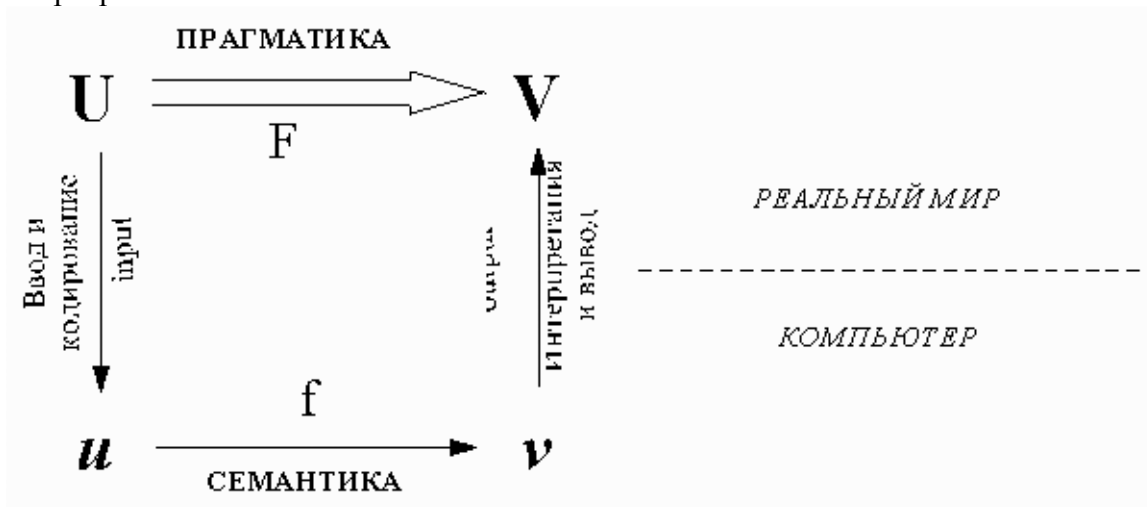 ПРАГМАТИКА
U
V
F
Ввод и
кодирование
input
интерпретация
и вывод
РЕАЛЬНЫЙ МИР
КОМПЬЮТЕР
f
u
v
СЕМАНТИКА